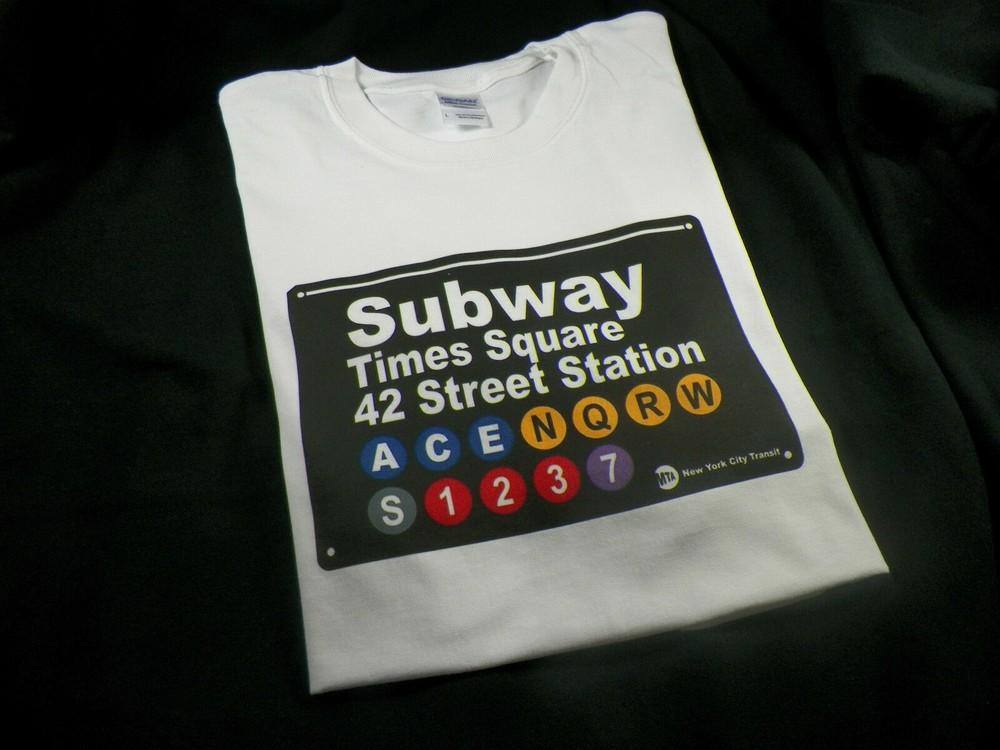 L
Subway
Times Square
42 Street Station
A C E N Q R W
S 1 2 3 7
MTA New York City Transit